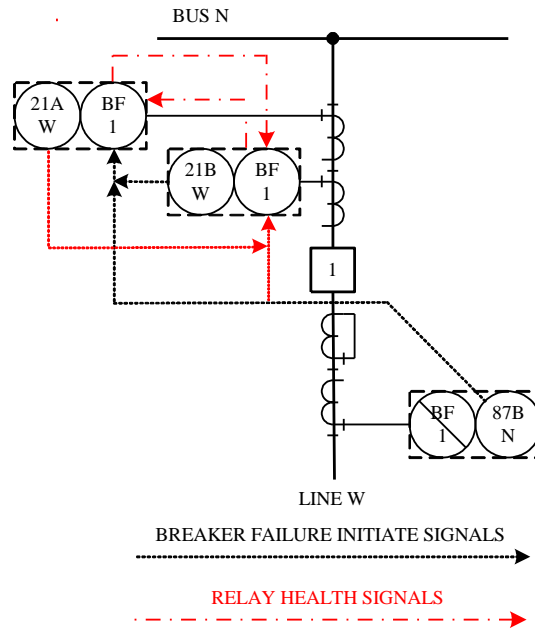 BUS N
21A
W
BF
1
21B
W
BF
1
1
BF
1
87B
N
LINE W
BREAKER FAILURE INITIATE SIGNALS
RELAY HEALTH SIGNALS